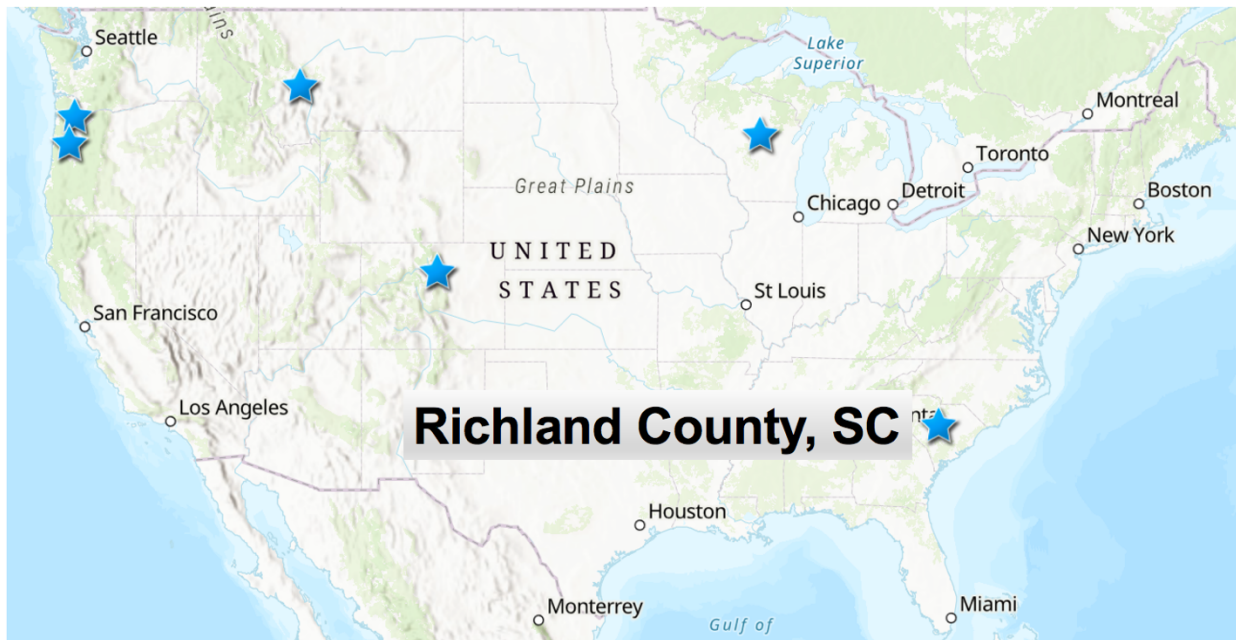 Seattle
Lake
Superior
Montreal
Toronto
Great Plains
Chicago
Detroit
Boston
New York
UNITED
STATES
St Louis
San Francisco
Los Angeles
Richland County, SC
Houston
Monterrey
Miami
Gulf of